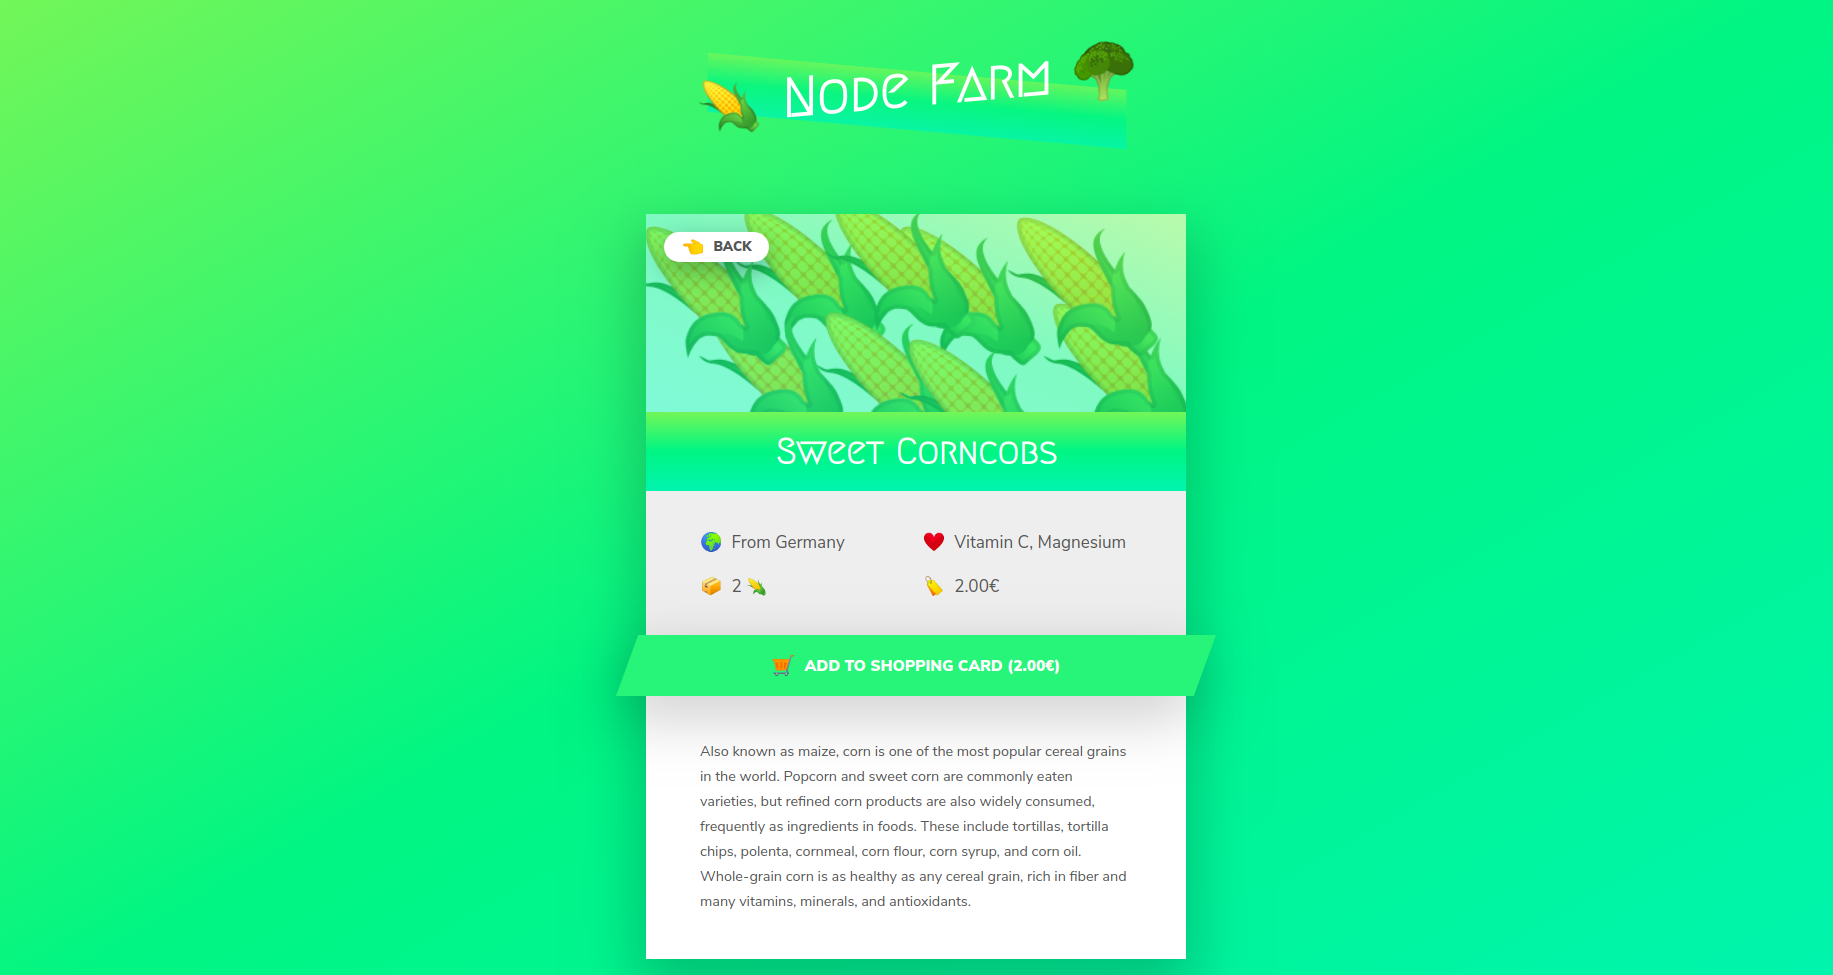 Node Farm
BACK
Sweet Corncobs
From Germany
Vitamin C, Magnesium
2
2.00€
ADD TO SHOPPING CARD (2.00€)
Also known as maize, corn is one of the most popular cereal grains
in the world. Popcorn and sweet corn are commonly eaten
varieties, but refined corn products are also widely consumed,
frequently as ingredients in foods. These include tortillas, tortilla
chips, polenta, cornmeal, corn flour, corn syrup, and corn oil.
Whole-grain corn is as healthy as any cereal grain, rich in fiber and
many vitamins, minerals, and antioxidants.